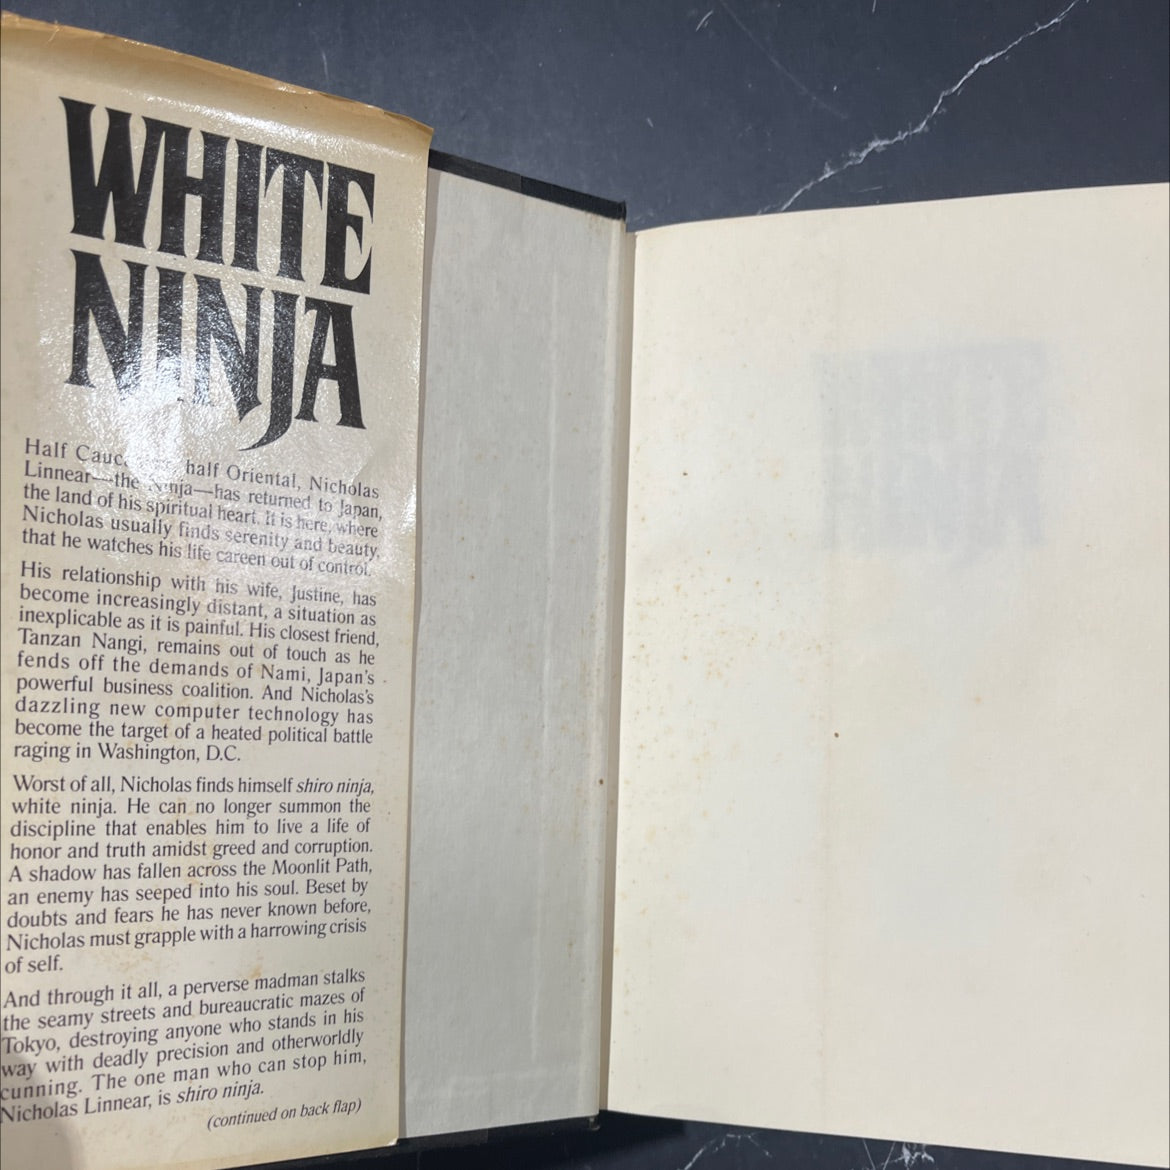 WHITE
NINJA
Half half Oriental, Nicholas
Linnear—the Ninja—has returned to Japan,
the land of his spiritual heart. It is here, where
Nicholas usually finds serenity and beauty,
that he watches his life careen out of control.
His relationship with his wife, Justine, has
become increasingly distant, a situation as
inexplicable as it is painful. His closest friend,
Tanzan Nangi, remains out of touch as he
fends off the demands of Nami, Japan's
powerful business coalition. And Nicholas's
dazzling new computer technology has
become the target of a heated political battle
raging in Washington, D.C.
Worst of all, Nicholas finds himself shiro ninja,
white ninja. He can no longer summon the
discipline that enables him to live a life of
honor and truth amidst greed and corruption.
A shadow has fallen across the Moonlit Path,
an enemy has seeped into his soul. Beset by
doubts and fears he has never known before,
Nicholas must grapple with a harrowing crisis
of self.
And through it all, a perverse madman stalks
the seamy streets and bureaucratic mazes of
Tokyo, destroying anyone who stands in his
way with deadly precision and otherworldly
cunning. The one man who can stop him,
Nicholas Linnear, is shiro ninja.
(continued on back flap)